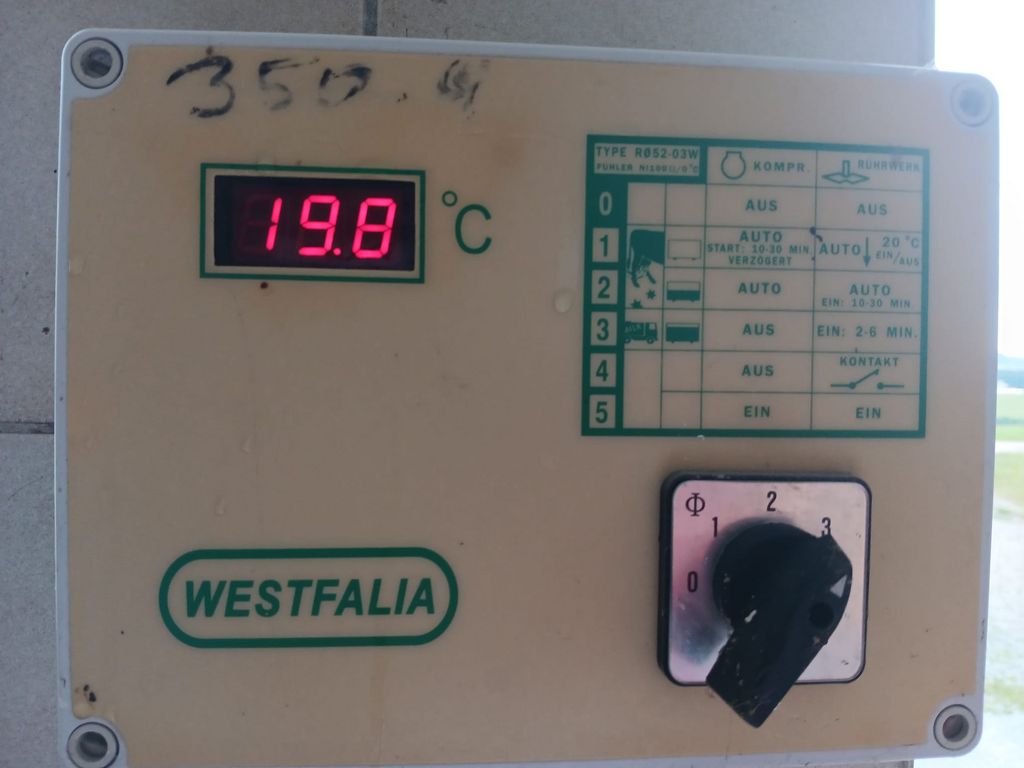 350.4
19.8
°C
TYPE RØ52-03W
FÜHLER NI100Ω/0°C
KOMPR.
RÜHRWERK
0 AUS AUS
1 AUTO
START: 10-30 MIN.
VERZÖGERT
AUTO↓ 20 °C
EIN/AUS
2 AUTO AUTO
EIN: 10-30 MIN.
3 MILK AUS EIN: 2-6 MIN.
4 AUS KONTAKT
5 EIN EIN
Φ
0 1 2 3
WESTFALIA